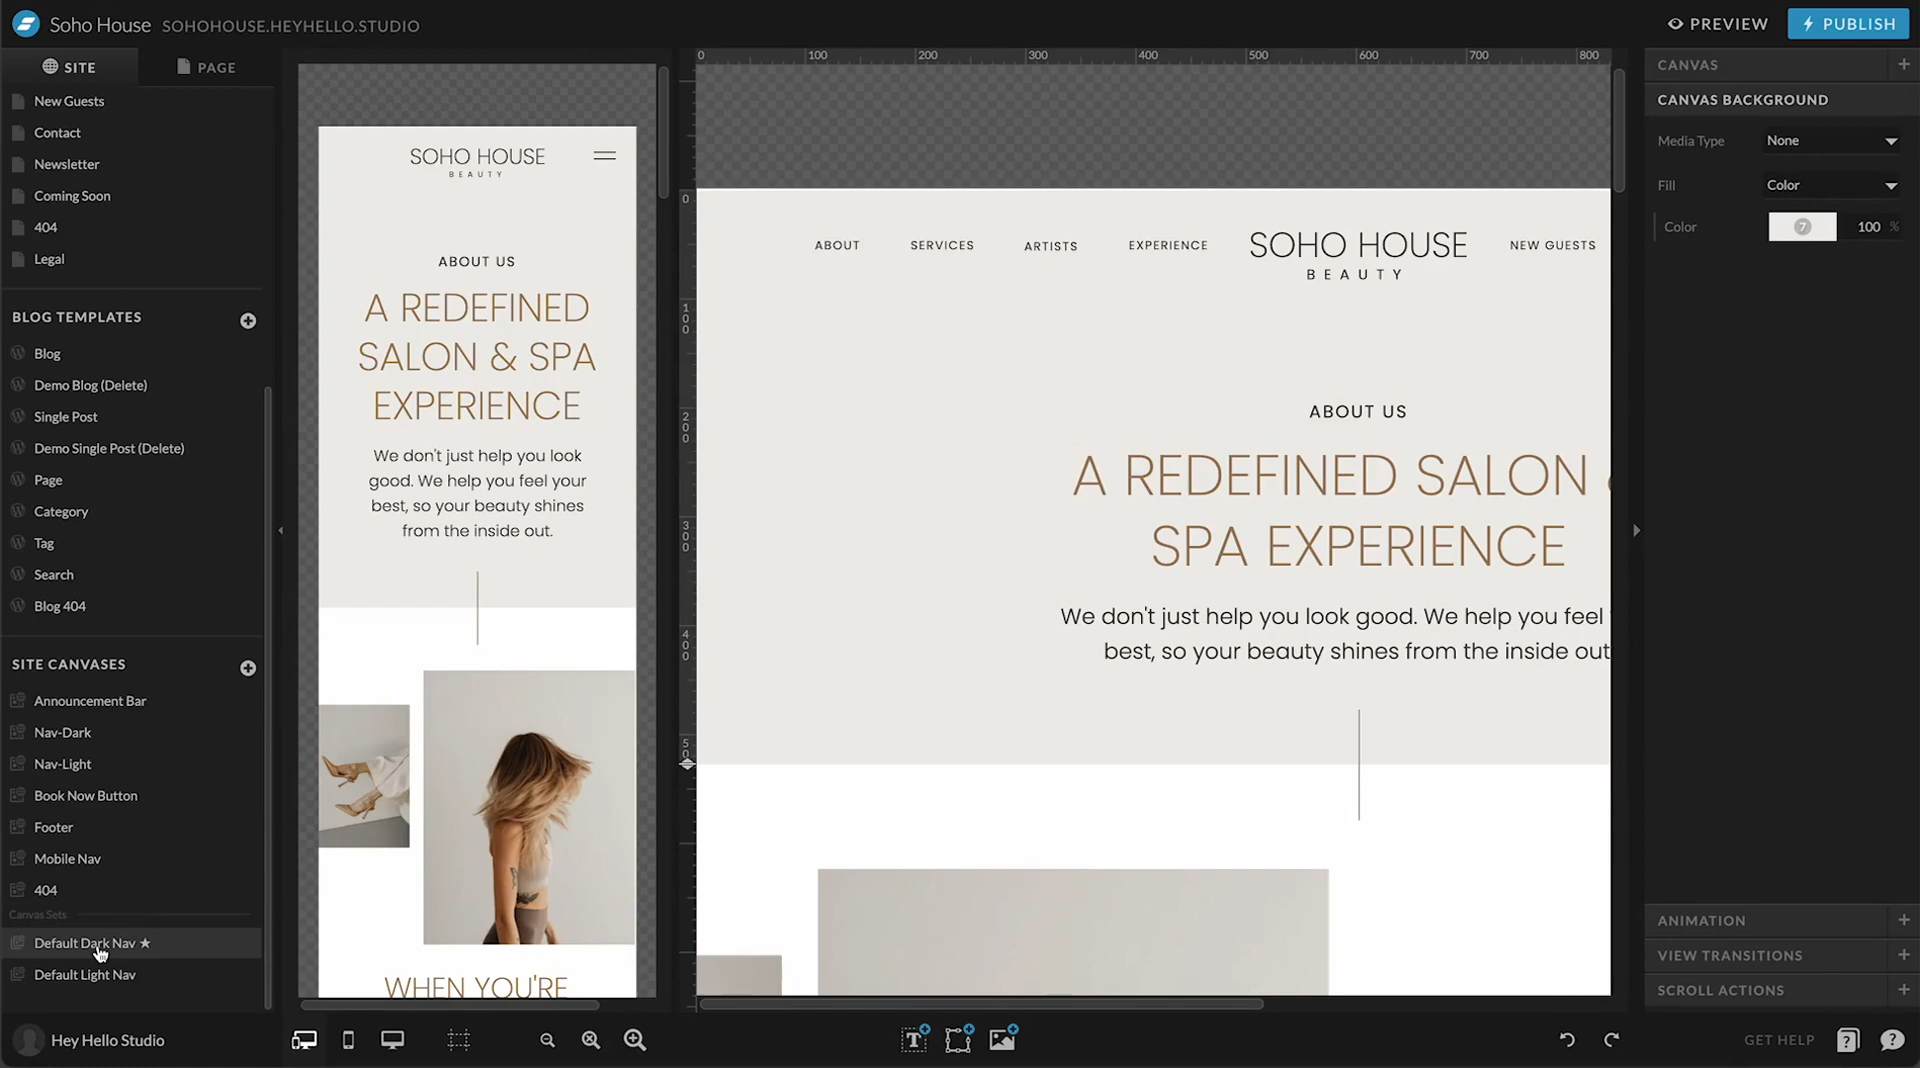 Soho House SOHOHOUSE.HEYHELLO.STUDIO
PREVIEW
PUBLISH
SITE
PAGE
New Guests
Contact
Newsletter
Coming Soon
404
Legal
BLOG TEMPLATES
Blog
Demo Blog (Delete)
Single Post
Demo Single Post (Delete)
Page
Category
Tag
Search
Blog 404
SITE CANVASES
Announcement Bar
Nav-Dark
Nav-Light
Book Now Button
Footer
Mobile Nav
404
Canvas Sets
Default Dark Nav ★
Default Light Nav
Hey Hello Studio
SOHO HOUSE
BEAUTY
ABOUT US
A REDEFINED
SALON & SPA
EXPERIENCE
We don't just help you look
good. We help you feel your
best, so your beauty shines
from the inside out.
WHEN YOU'RE
0 100 200 300 400 500 600 700 800
0
100
200
300
400
50
ABOUT SERVICES ARTISTS EXPERIENCE
SOHO HOUSE
BEAUTY
NEW GUESTS
ABOUT US
A REDEFINED SALON
SPA EXPERIENCE
We don't just help you look good. We help you feel
best, so your beauty shines from the inside out
CANVAS +
CANVAS BACKGROUND
Media Type None
Fill Color
Color 7 100 %
ANIMATION +
VIEW TRANSITIONS +
SCROLL ACTIONS +
T
GET HELP ? ?